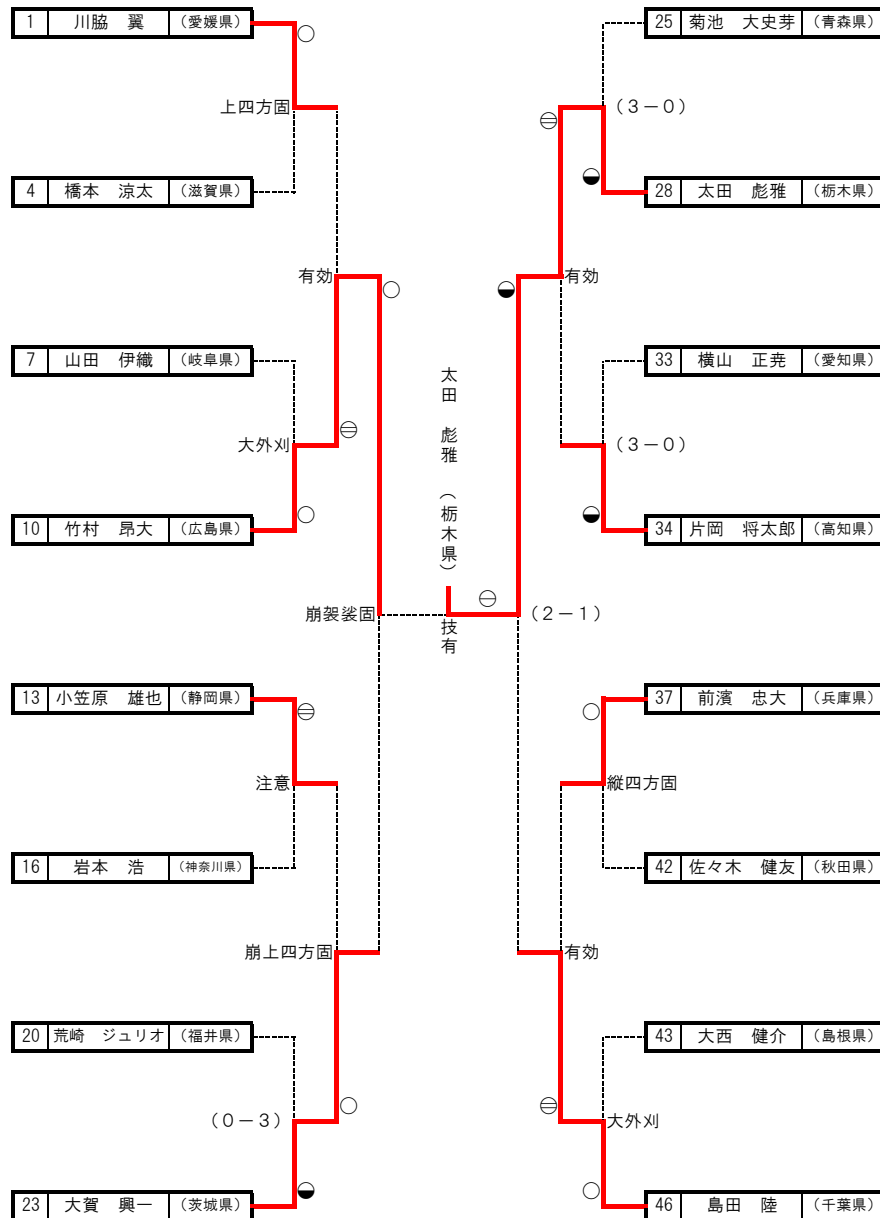 1 川脇 翼 (愛媛県)
上四方固
4 橋本 涼太 (滋賀県)
有効
7 山田 伊織 (岐阜県)
大外刈
10 竹村 昂大 (広島県)
崩袈裟固
13 小笠原 雄也 (静岡県)
注意
16 岩本 浩 (神奈川県)
崩上四方固
20 荒崎 ジュリオ (福井県)
(0-3)
23 大賀 興一 (茨城県)
太田 彪雅 (栃木県)
技有
25 菊池 大史芽 (青森県)
(3-0)
28 太田 彪雅 (栃木県)
有効
33 横山 正尭 (愛知県)
(3-0)
34 片岡 将太郎 (高知県)
(2-1)
37 前濱 忠大 (兵庫県)
縦四方固
42 佐々木 健友 (秋田県)
有効
43 大西 健介 (島根県)
大外刈
46 島田 陸 (千葉県)